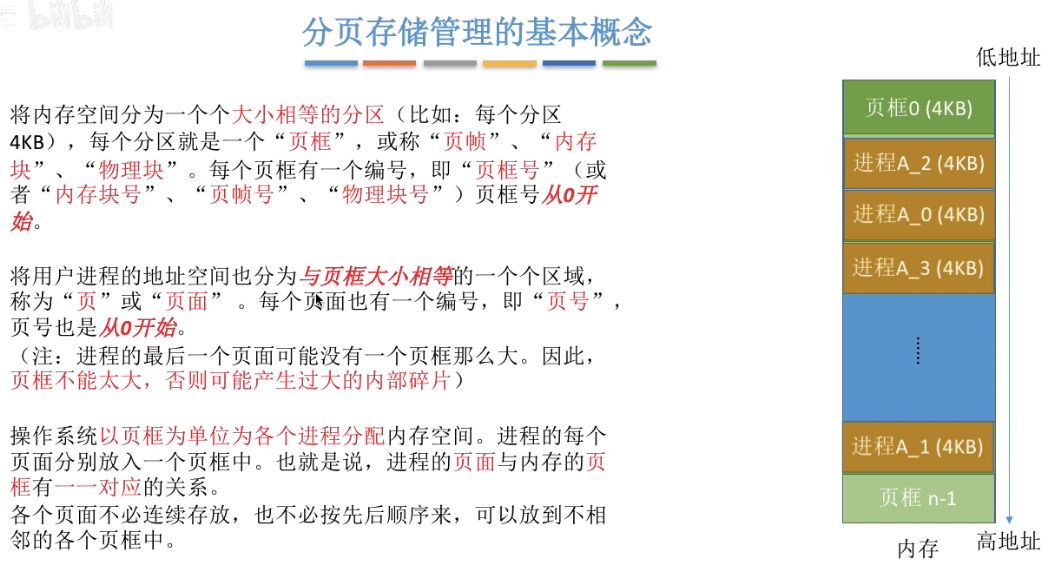 bilibili
分页存储管理的基本概念
将内存空间分为一个个大小相等的分区（比如：每个分区
4KB），每个分区就是一个“页框”，或称“页帧”、“内存
块”、“物理块”。每个页框有一个编号，即“页框号”（或
者“内存块号”、“页帧号”、“物理块号”）页框号从0开
始。
将用户进程的地址空间也分为与页框大小相等的一个个区域，
称为“页”或“页面” 。每个页面也有一个编号，即“页号”，
页号也是从0开始。
（注：进程的最后一个页面可能没有一个页框那么大。因此，
页框不能太大，否则可能产生过大的内部碎片）
操作系统以页框为单位为各个进程分配内存空间。进程的每个
页面分别放入一个页框中。也就是说，进程的页面与内存的页
框有一一对应的关系。
各个页面不必连续存放，也不必按先后顺序来，可以放到不相
邻的各个页框中。
低地址
页框0 (4KB)
进程A_2 (4KB)
进程A_0 (4KB)
进程A_3 (4KB)
进程A_1 (4KB)
页框 n-1
内存
高地址